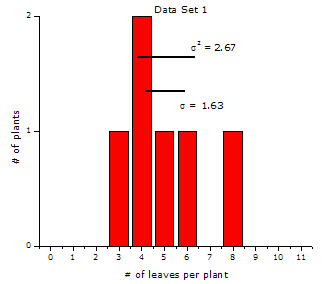 Data Set 1
2
σ² = 2.67
σ = 1.63
# of plants
1
0
0 1 2 3 4 5 6 7 8 9 10 11
# of leaves per plant